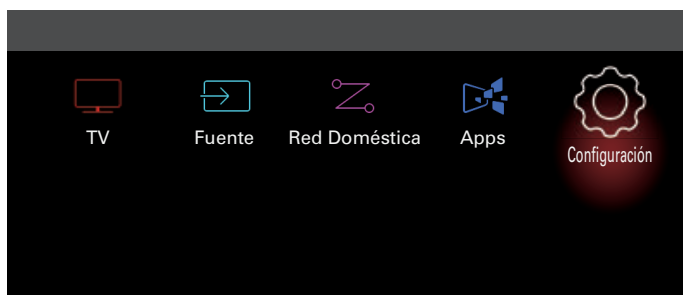 TV
Fuente
Red Doméstica
Apps
Configuración